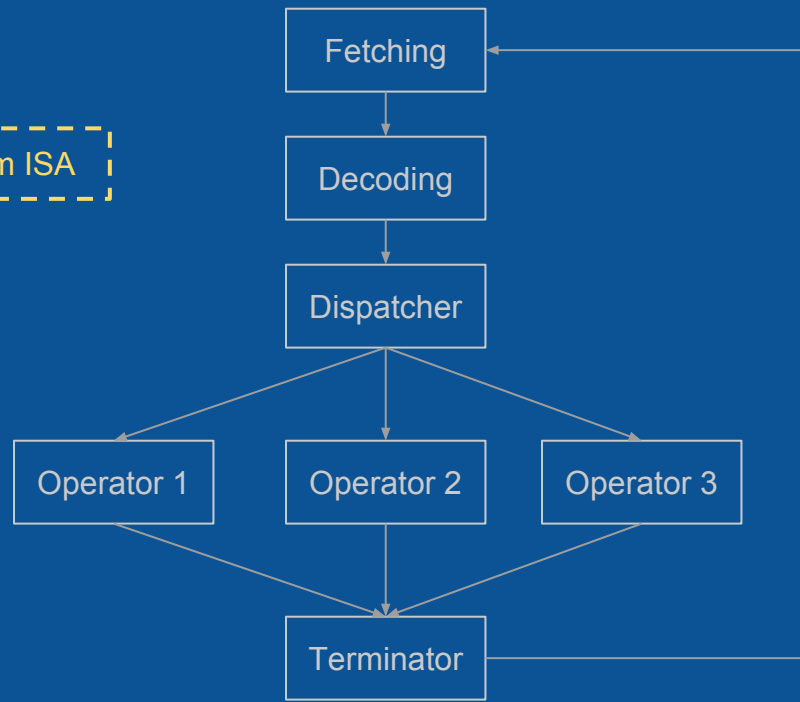 Fetching
m ISA
Decoding
Dispatcher
Operator 1
Operator 2
Operator 3
Terminator